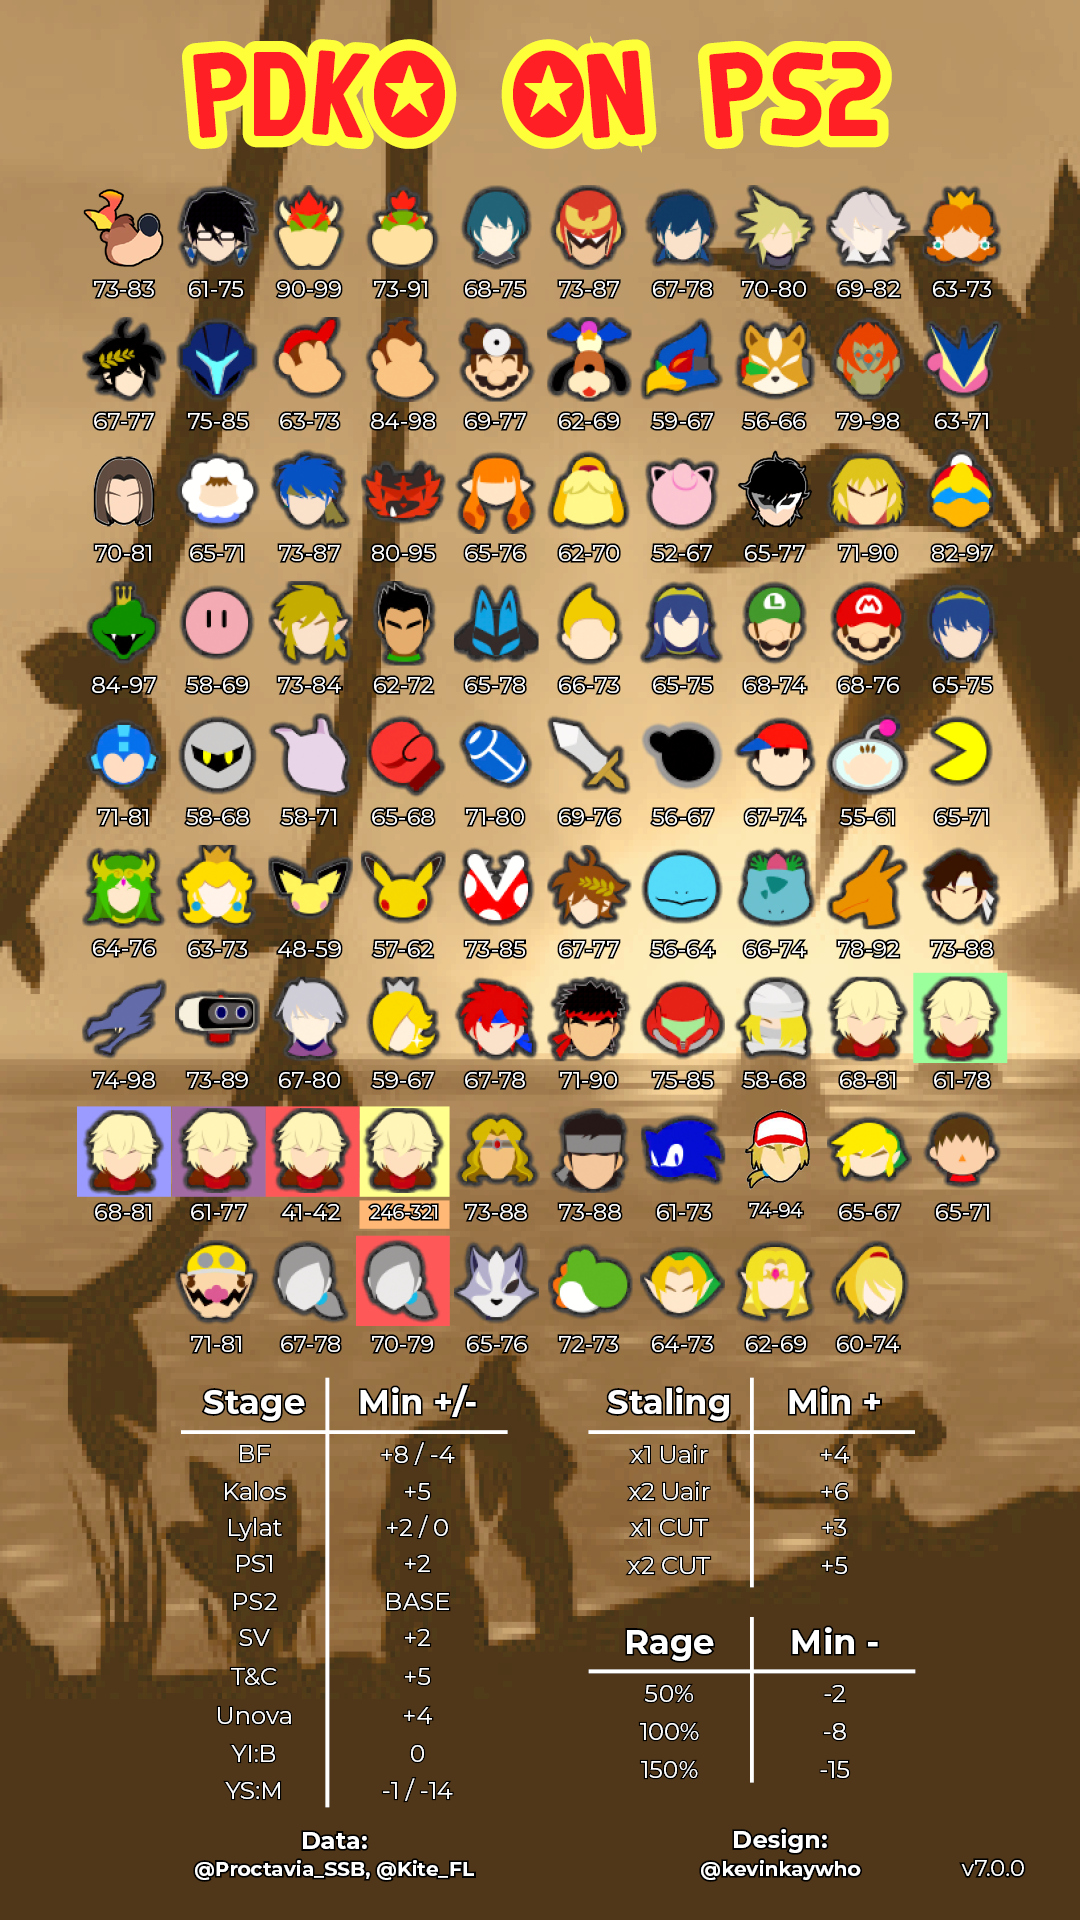 PDKO ON PS2
73-83 61-75 90-99 73-91 68-75 73-87 67-78 70-80 69-82 63-73
67-77 75-85 63-73 84-98 69-77 62-69 59-67 56-66 79-98 63-71
70-81 65-71 73-87 80-95 65-76 62-70 52-67 65-77 71-90 82-97
L M
84-97 58-69 73-84 62-72 65-78 66-73 65-75 68-74 68-76 65-75
71-81 58-68 58-71 65-68 71-80 69-76 56-67 67-74 55-61 65-71
64-76 63-73 48-59 57-62 73-85 67-77 56-64 66-74 78-92 73-88
74-98 73-89 67-80 59-67 67-78 71-90 75-85 58-68 68-81 61-78
68-81 61-77 41-42 246-321 73-88 73-88 61-73 74-94 65-67 65-71
71-81 67-78 70-79 65-76 72-73 64-73 62-69 60-74
Stage Min +/-
BF +8 / -4
Kalos +5
Lylat +2 / 0
PS1 +2
PS2 BASE
SV +2
T&C +5
Unova +4
YI:B 0
YS:M -1 / -14
Staling Min +
x1 Uair +4
x2 Uair +6
x1 CUT +3
x2 CUT +5
Rage Min -
50% -2
100% -8
150% -15
Data:
@Proctavia_SSB, @Kite_FL
Design:
@kevinkaywho
v7.0.0